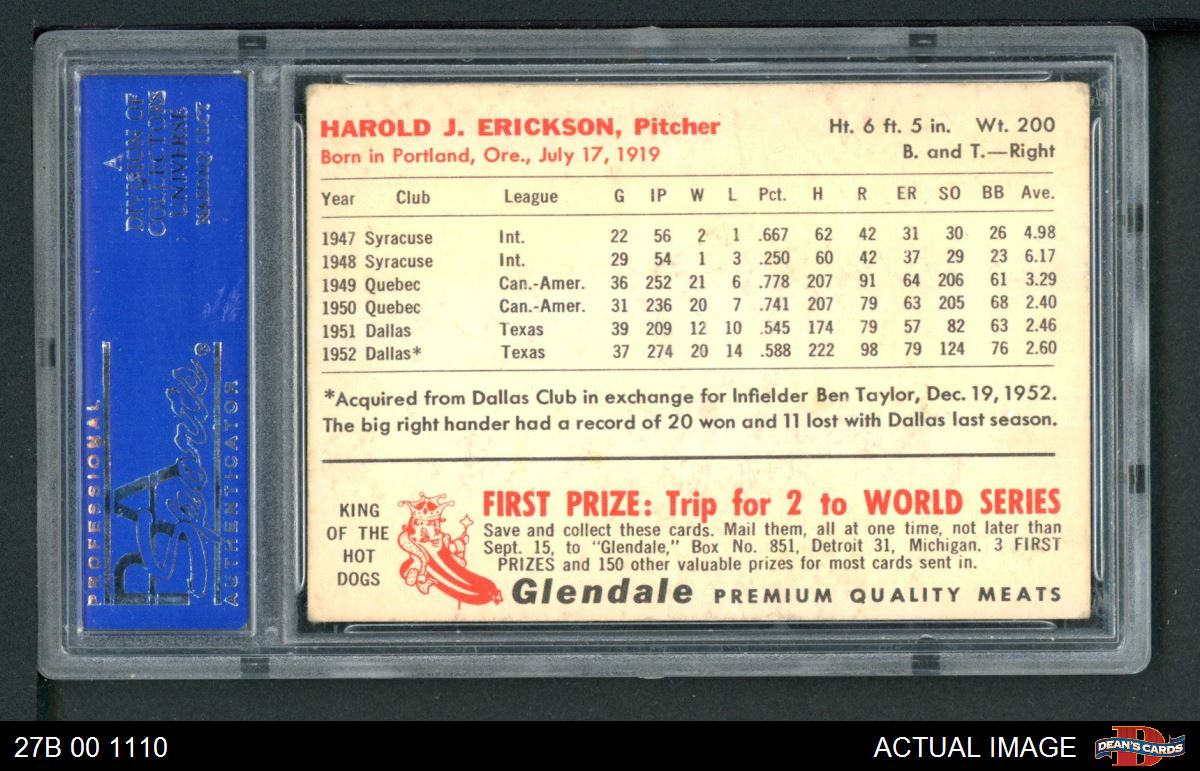 A
DIVISION OF
COLLECTORS
UNIVERSE
NASDAQ CLCT
PROFESSIONAL
PSA
Sports®
AUTHENTICATOR
HAROLD J. ERICKSON, Pitcher Ht. 6 ft. 5 in. Wt. 200
Born in Portland, Ore., July 17, 1919 B. and T.—Right
Year Club League G IP W L Pct. H R ER SO BB Ave.
1947 Syracuse Int. 22 56 2 1 .667 62 42 31 30 26 4.98
1948 Syracuse Int. 29 54 1 3 .250 60 42 37 29 23 6.17
1949 Quebec Can.-Amer. 36 252 21 6 .778 207 91 64 206 61 3.29
1950 Quebec Can.-Amer. 31 236 20 7 .741 207 79 63 205 68 2.40
1951 Dallas Texas 39 209 12 10 .545 174 79 57 82 63 2.46
1952 Dallas* Texas 37 274 20 14 .588 222 98 79 124 76 2.60
*Acquired from Dallas Club in exchange for Infielder Ben Taylor, Dec. 19, 1952.
The big right hander had a record of 20 won and 11 lost with Dallas last season.
KING
OF THE
HOT
DOGS
FIRST PRIZE: Trip for 2 to WORLD SERIES
Save and collect these cards. Mail them, all at one time, not later than
Sept. 15, to "Glendale," Box No. 851, Detroit 31, Michigan. 3 FIRST
PRIZES and 150 other valuable prizes for most cards sent in.
Glendale PREMIUM QUALITY MEATS
27B 00 1110
ACTUAL IMAGE
D
DEAN'S CARDS